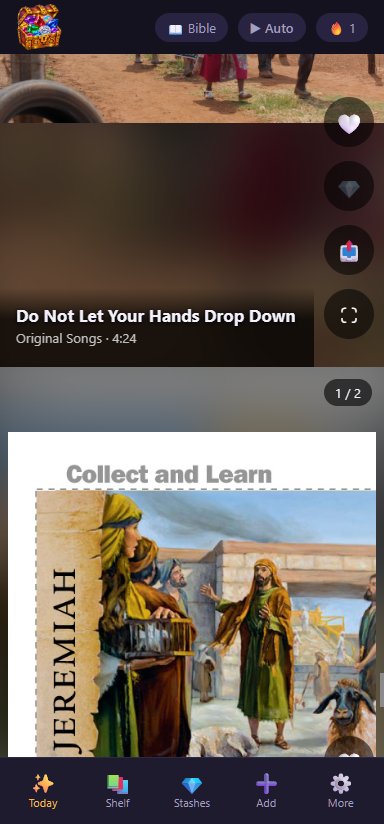 Bible
Auto
1
Do Not Let Your Hands Drop Down
Original Songs · 4:24
1 / 2
Collect and Learn
JEREMIAH
Today
Shelf
Stashes
Add
More